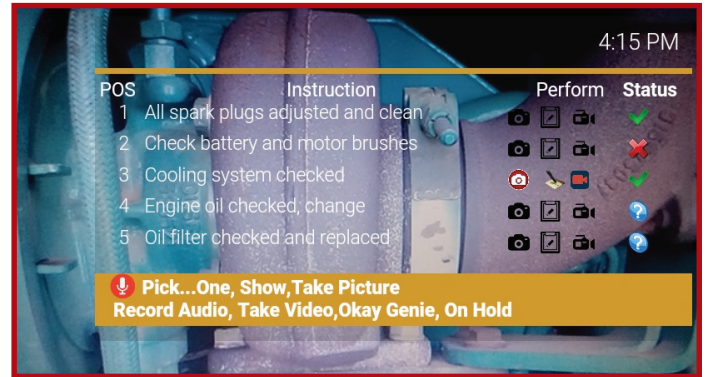 4:15 PM
POS Instruction Perform Status
1 All spark plugs adjusted and clean
2 Check battery and motor brushes
3 Cooling system checked
4 Engine oil checked, change
5 Oil filter checked and replaced
Pick...One, Show,Take Picture
Record Audio, Take Video,Okay Genie, On Hold